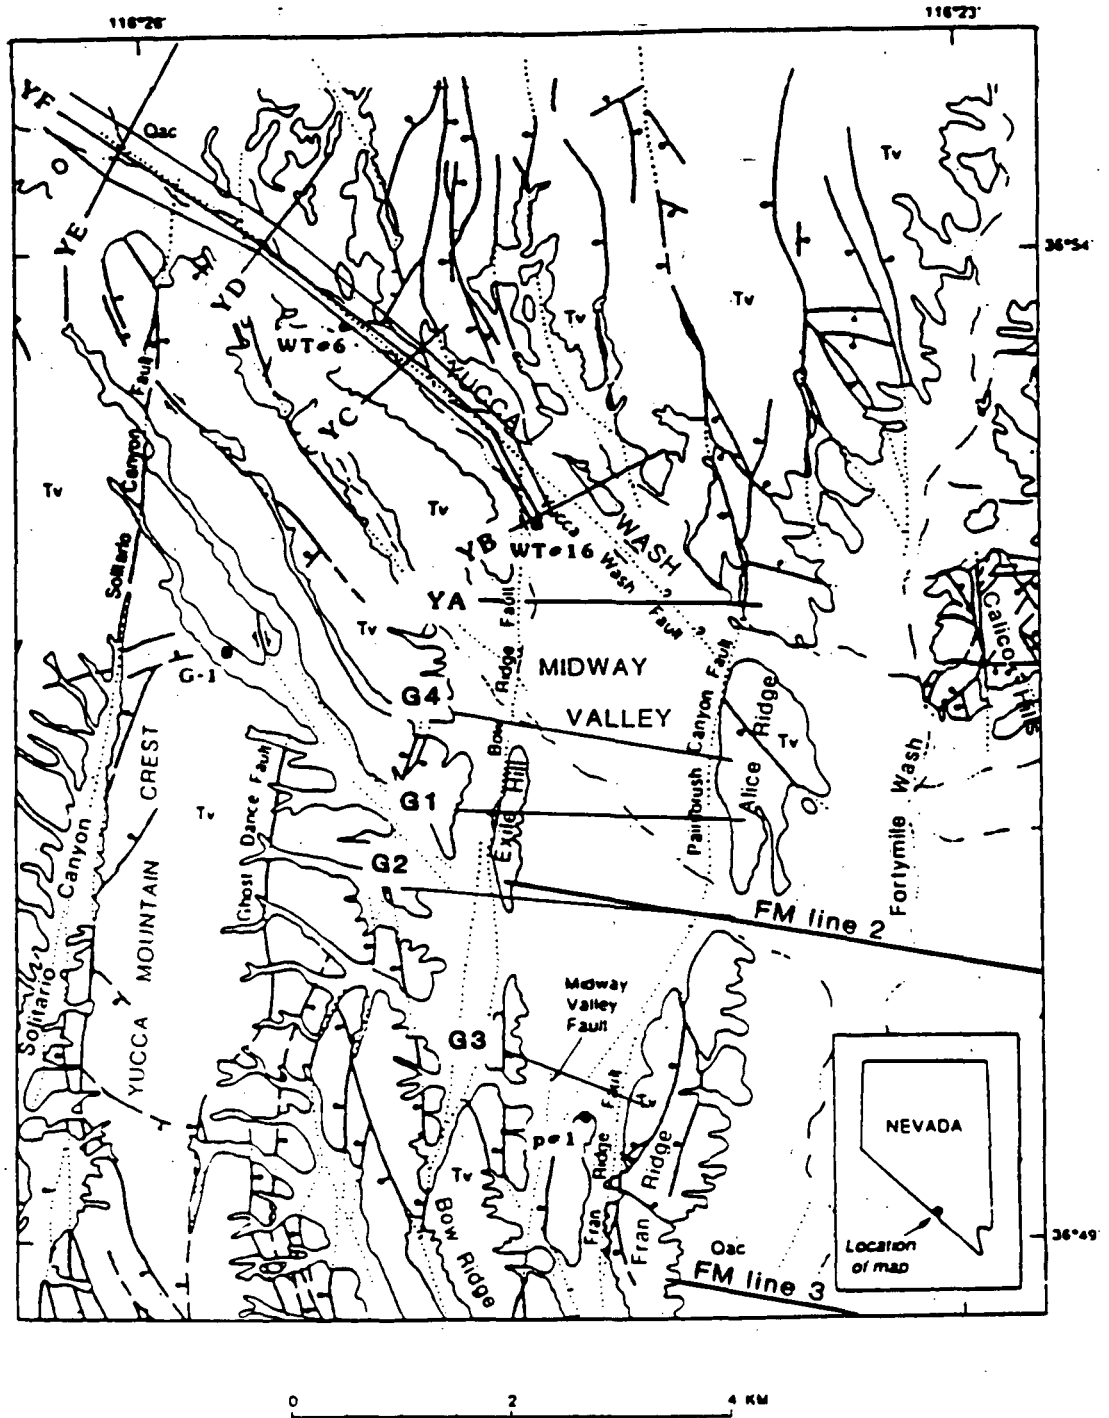 116°26'
116°23'
YF
Qac
Tv
YE
36°54'
YD
Tv
Tv
WT#6
Fault
YUCCA
YC
Canyon
Tv
Tv
YB
WT#16
Yucca Wash Fault
WASH
Solitario
YA
Ridge Fault
Tv
Calico Hills
G-1
MIDWAY
VALLEY
G4
Bow
Paintbrush Canyon Fault
Alice Ridge
Tv
G1
Exile Hill
Fortymile Wash
YUCCA MOUNTAIN CREST
Tv
Ghost Dance Fault
Solitario Canyon
G2
FM line 2
Midway
Valley
Fault
G3
Tv
p#1
Fran Ridge Fault
Fran Ridge
Tv
Bow Ridge
Qac
FM line 3
NEVADA
Location
of map
36°49'
0 2 4 KM